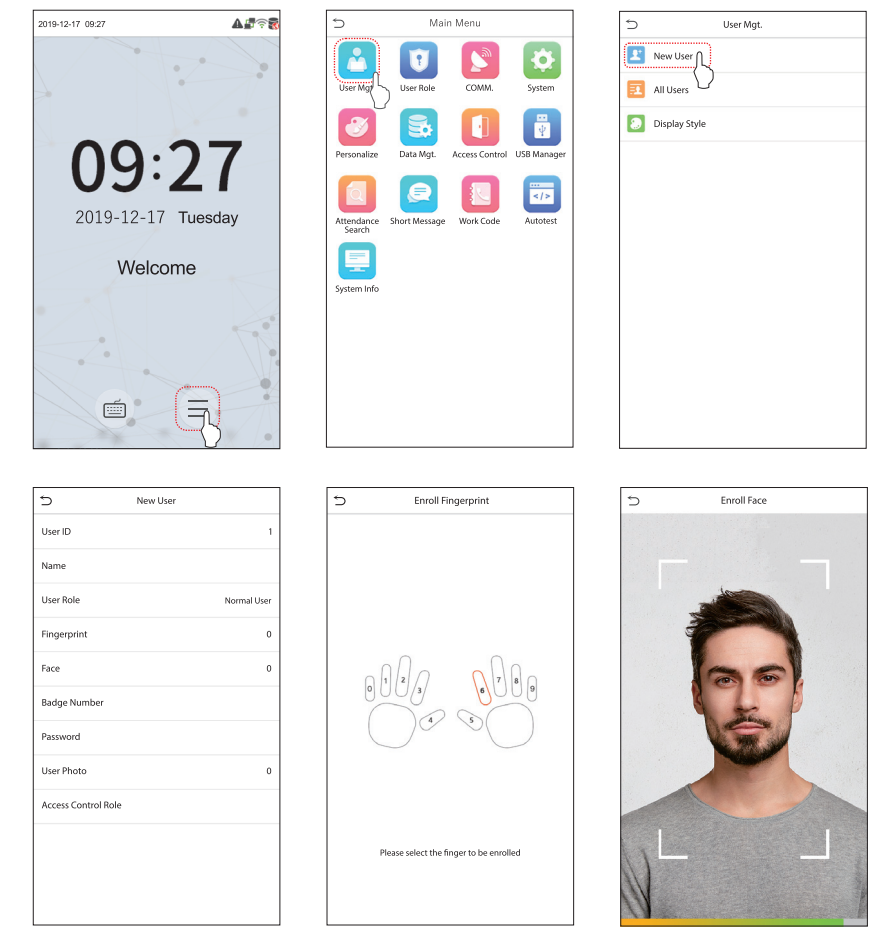 2019-12-17 09:27
09:27
2019-12-17 Tuesday
Welcome
Main Menu
User Mgt.
User Role
COMM.
System
Personalize
Data Mgt.
Access Control
USB Manager
Attendance
Search
Short Message
Work Code
Autotest
</>
System Info
User Mgt.
New User
All Users
Display Style
New User
User ID 1
Name
User Role Normal User
Fingerprint 0
Face 0
Badge Number
Password
User Photo 0
Access Control Role
Enroll Fingerprint
0 1 2 3 4 5 6 7 8 9
Please select the finger to be enrolled
Enroll Face